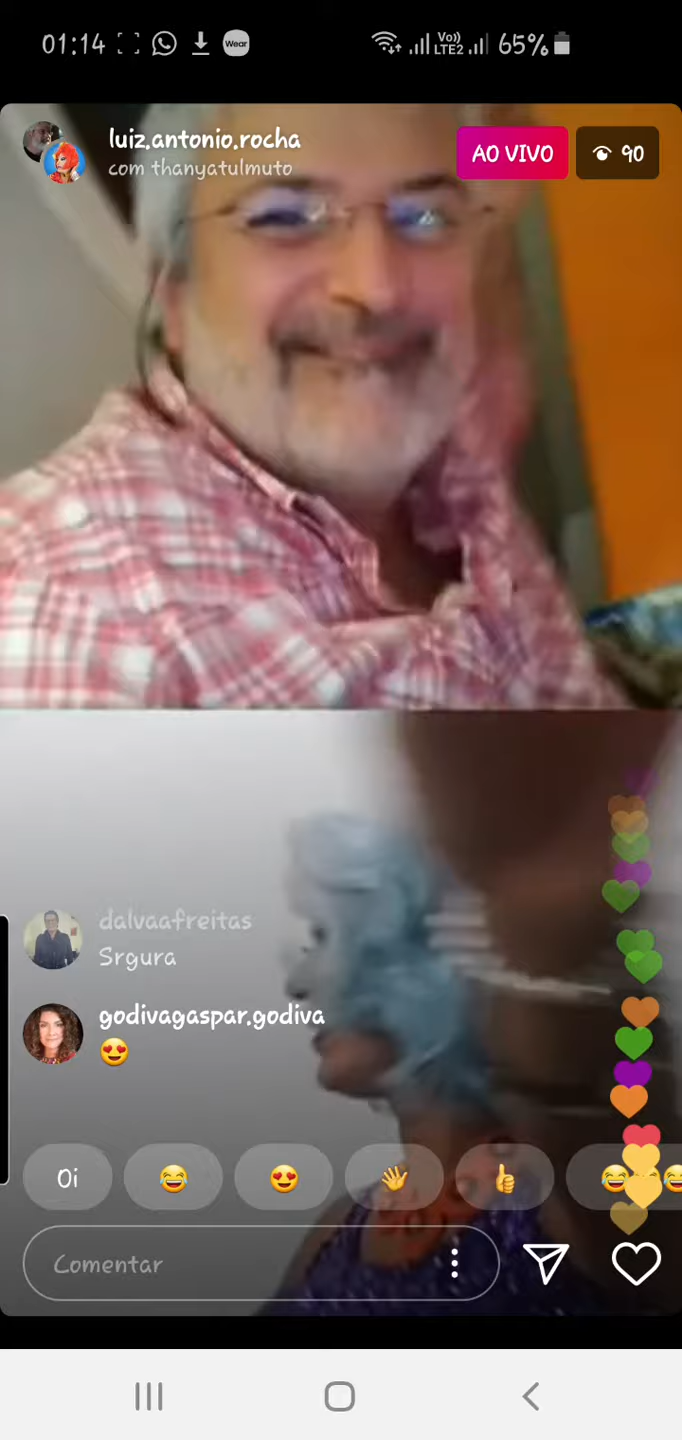 01:14
Wear
Vo))
LTE2
65%
luiz.antonio.rocha
com thanyatulmuto
AO VIVO
90
dalvaafreitas
Srgura
godivagaspar.godiva
Oi
Comentar